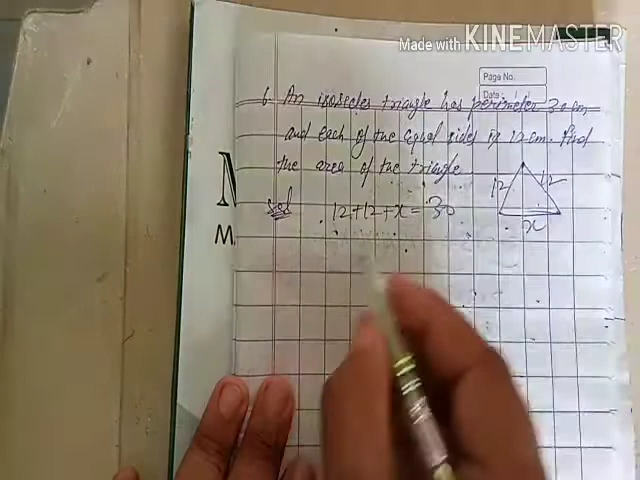 Made with KINEMASTER
Page No.
Date : / /
6 An isosceles triangle has perimeter 30 cm
and each of the equal sides is 12 cm. Find
the area of the triangle
12 12
Sol 12+12+x = 30
x
N
M